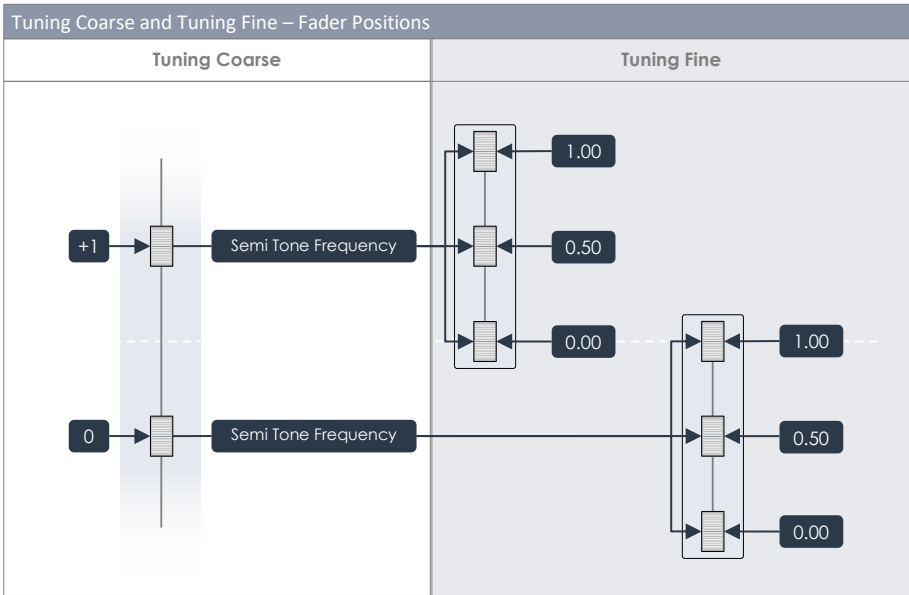 Tuning Coarse and Tuning Fine – Fader Positions
Tuning Coarse
Tuning Fine
1.00
+1
Semi Tone Frequency
0.50
0.00
1.00
0
Semi Tone Frequency
0.50
0.00